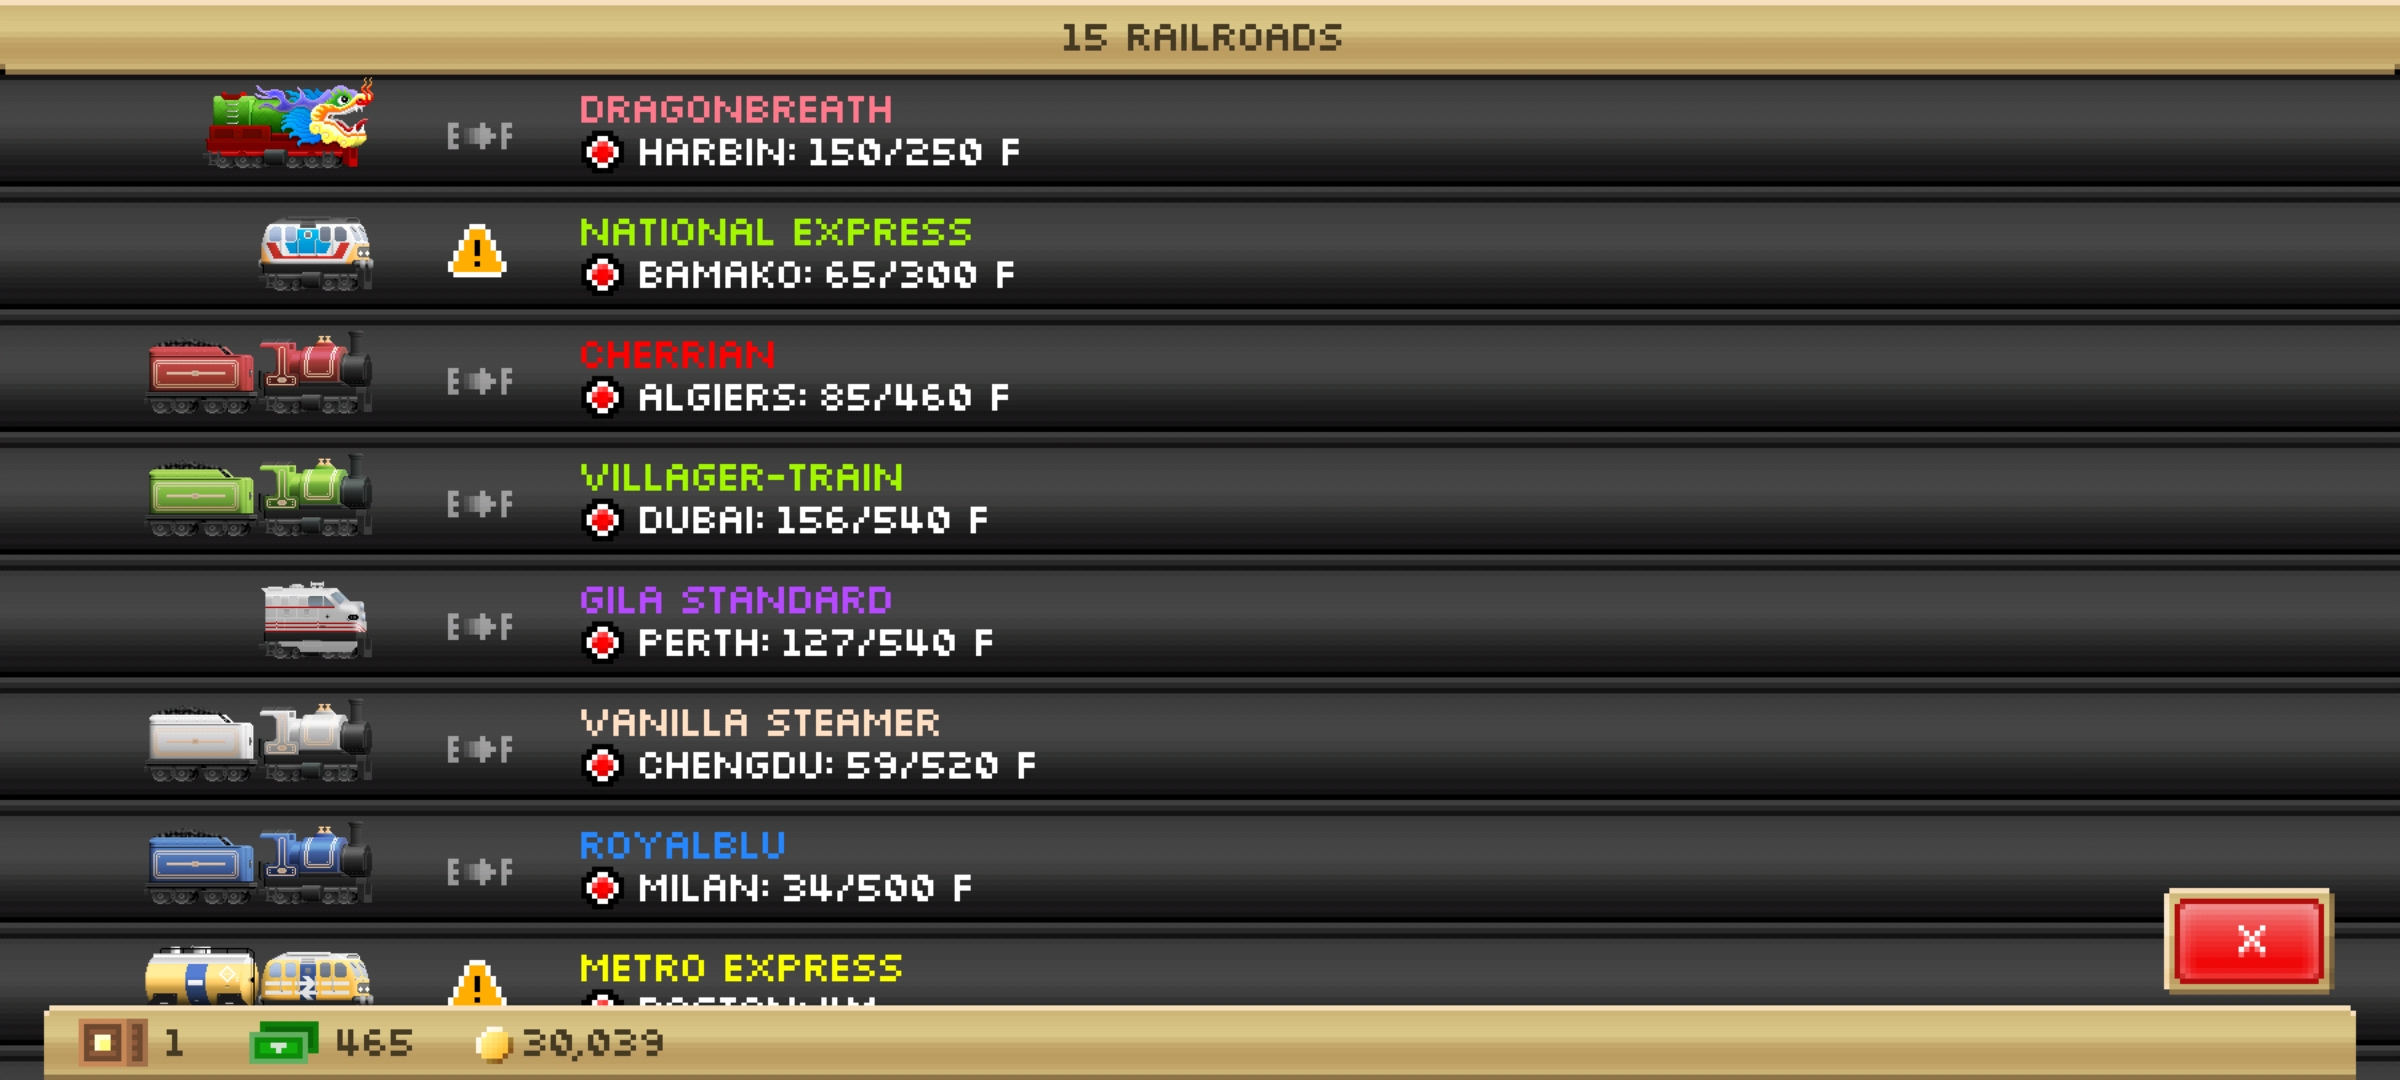 15 RAILROADS
DRAGONBREATH
E F
HARBIN: 150/250 F
NATIONAL EXPRESS
!
BAMAKO: 65/300 F
CHERRIAN
E F
ALGIERS: 85/460 F
VILLAGER-TRAIN
E F
DUBAI: 156/540 F
GILA STANDARD
E F
PERTH: 127/540 F
VANILLA STEAMER
E F
CHENGDU: 59/520 F
ROYALBLU
E F
MILAN: 34/500 F
METRO EXPRESS
!
X
1 465 30,039